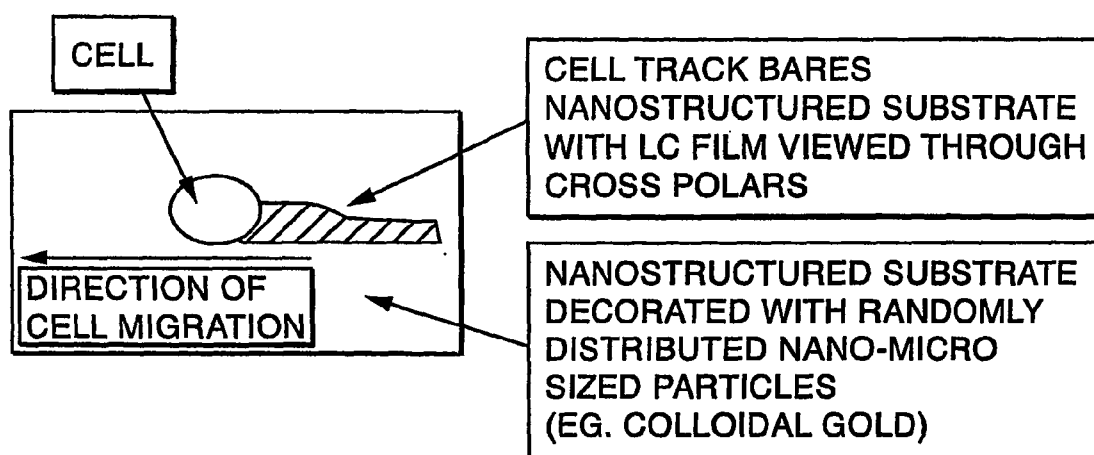 CELL
CELL TRACK BARES
NANOSTRUCTURED SUBSTRATE
WITH LC FILM VIEWED THROUGH
CROSS POLARS
DIRECTION OF
CELL MIGRATION
NANOSTRUCTURED SUBSTRATE
DECORATED WITH RANDOMLY
DISTRIBUTED NANO-MICRO
SIZED PARTICLES
(EG. COLLOIDAL GOLD)